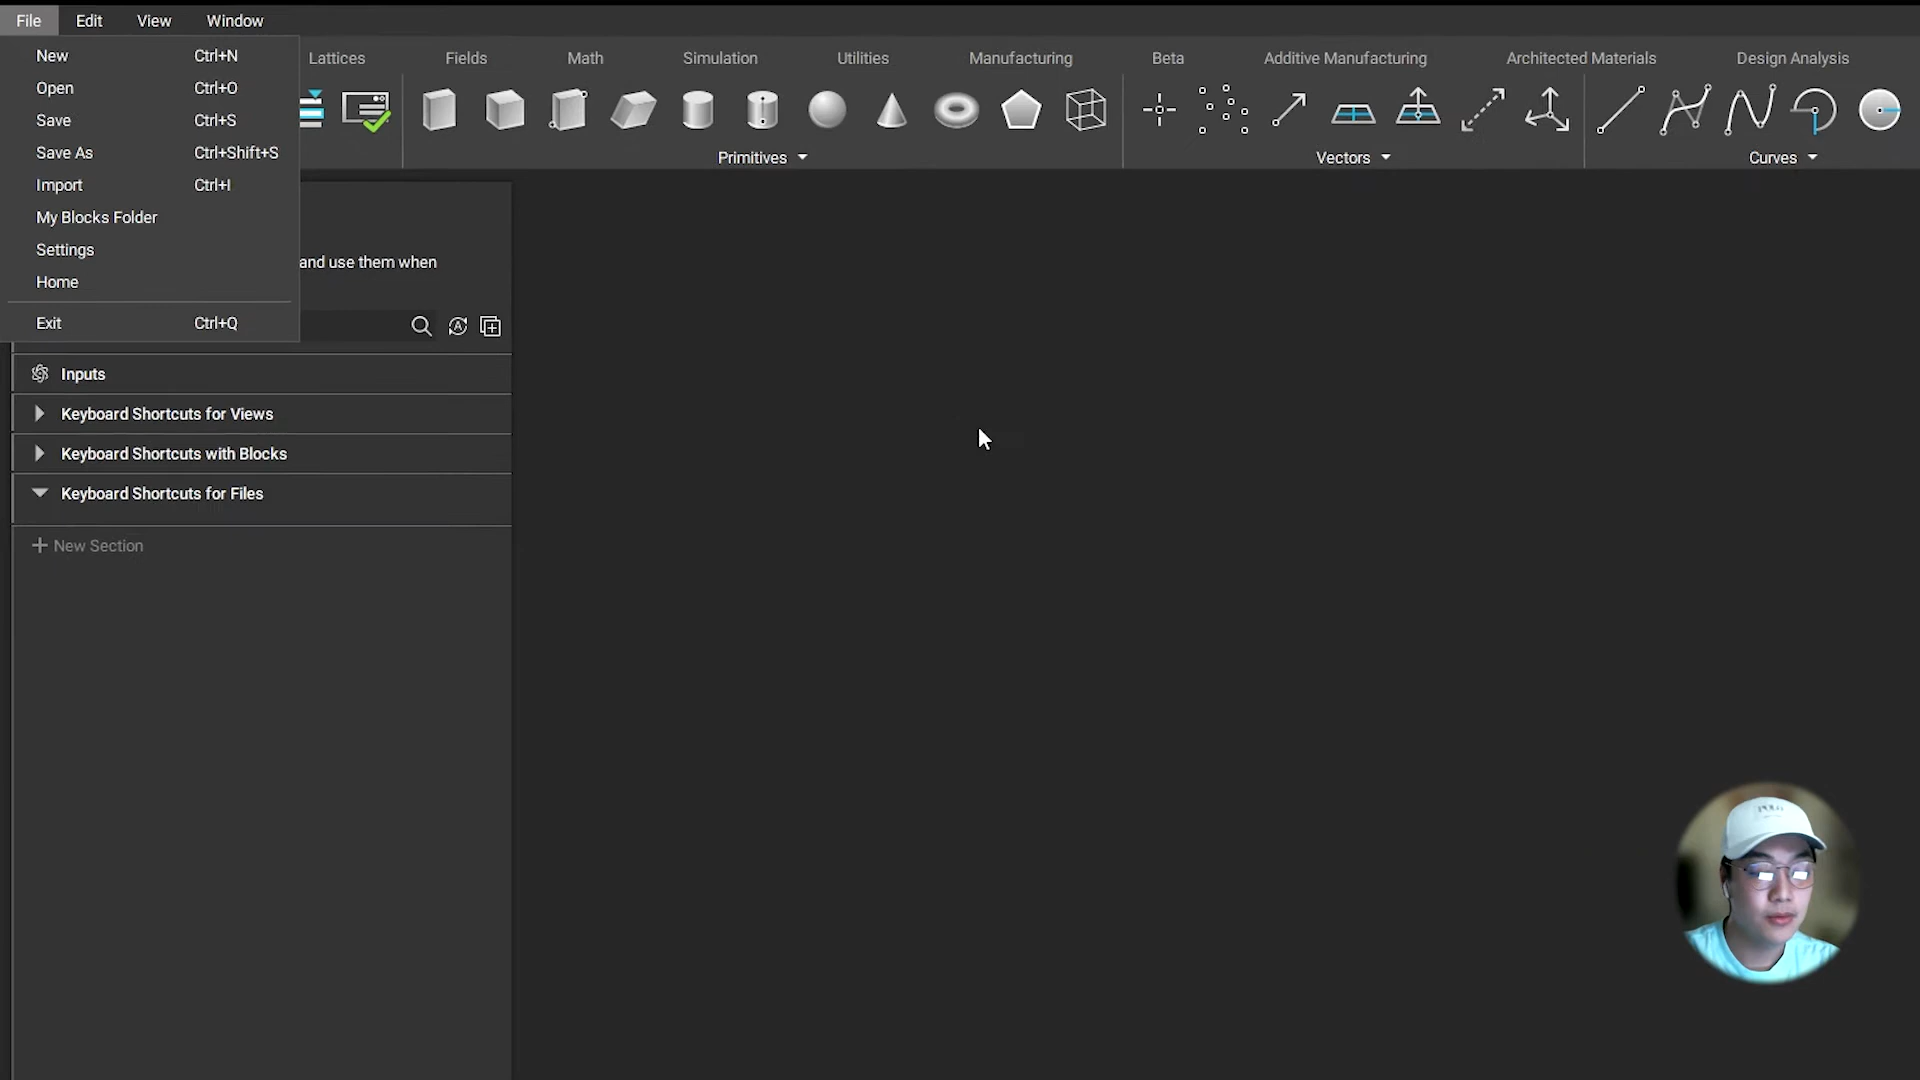 File Edit View Window
New Ctrl+N
Open Ctrl+O
Save Ctrl+S
Save As Ctrl+Shift+S
Import Ctrl+I
My Blocks Folder
Settings
Home
Exit Ctrl+Q
Lattices Fields Math Simulation Utilities Manufacturing Beta Additive Manufacturing Architected Materials Design Analysis
Primitives Vectors Curves
and use them when
Inputs
Keyboard Shortcuts for Views
Keyboard Shortcuts with Blocks
Keyboard Shortcuts for Files
New Section
POLO